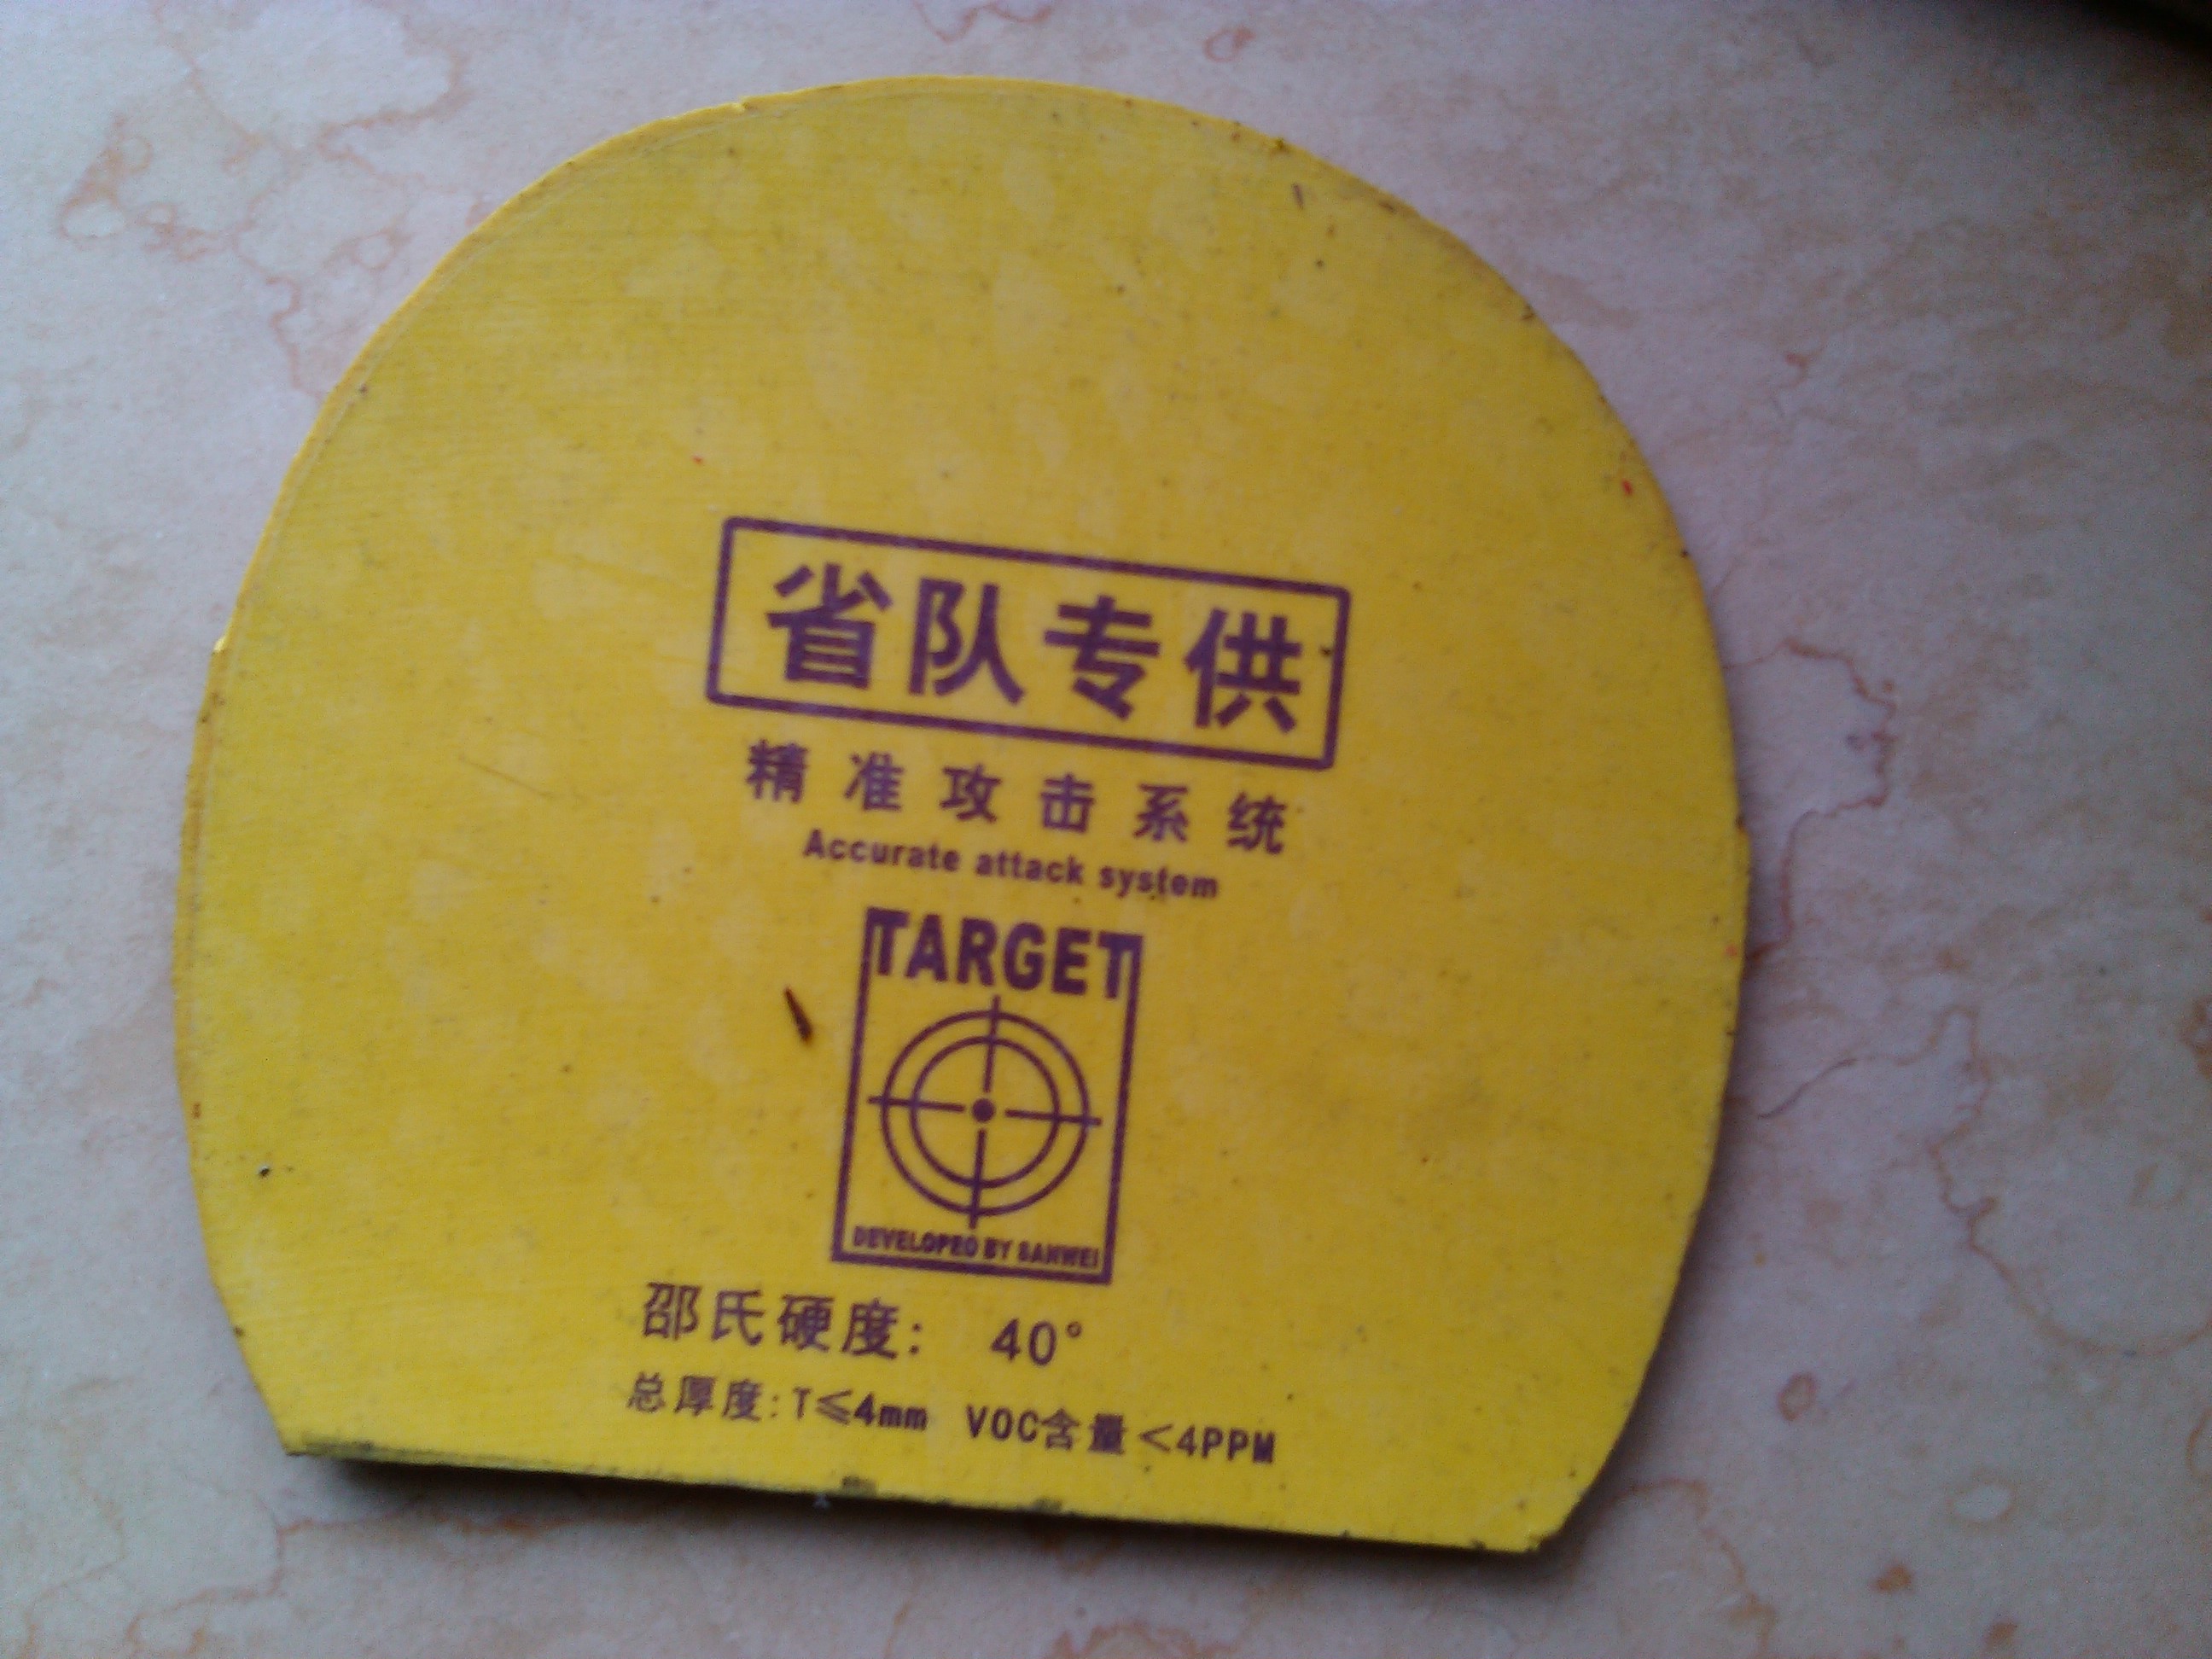 省队专供
精准攻击系统
Accurate attack system
TARGET
DEVELOPED BY SANWEI
邵氏硬度: 40°
总厚度:T≤4mm VOC含量<4PPM